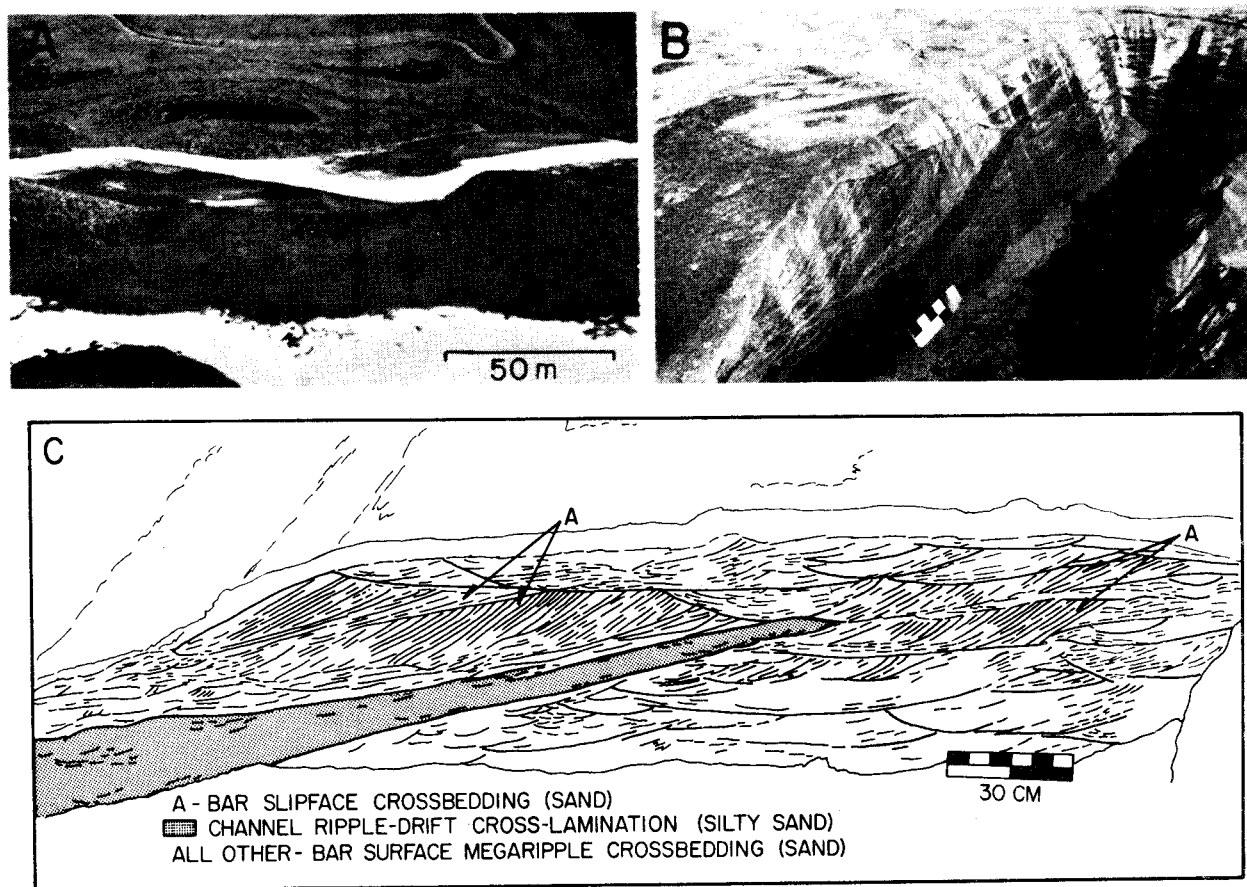 A
50 m
B
C
A
A
30 CM
A - BAR SLIPFACE CROSSBEDDING (SAND)
CHANNEL RIPPLE-DRIFT CROSS-LAMINATION (SILTY SAND)
ALL OTHER - BAR SURFACE MEGARIPPLE CROSSBEDDING (SAND)